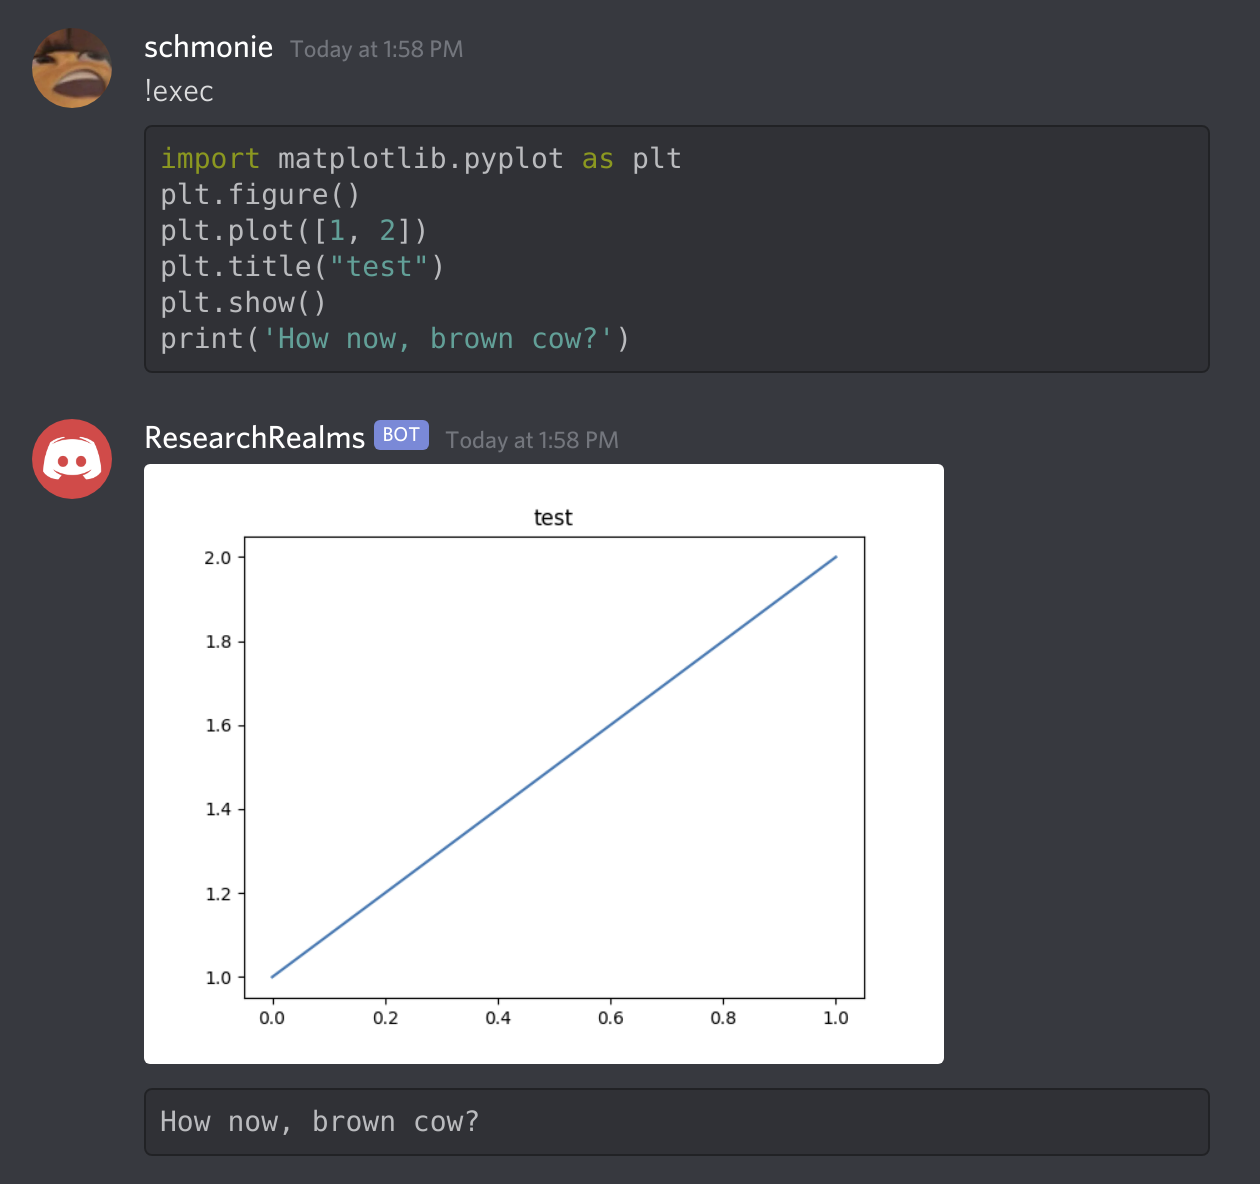 schmonie Today at 1:58 PM
!exec
import matplotlib.pyplot as plt
plt.figure()
plt.plot([1, 2])
plt.title("test")
plt.show()
print('How now, brown cow?')
ResearchRealms BOT Today at 1:58 PM
test
2.0
1.8
1.6
1.4
1.2
1.0
0.0 0.2 0.4 0.6 0.8 1.0
How now, brown cow?